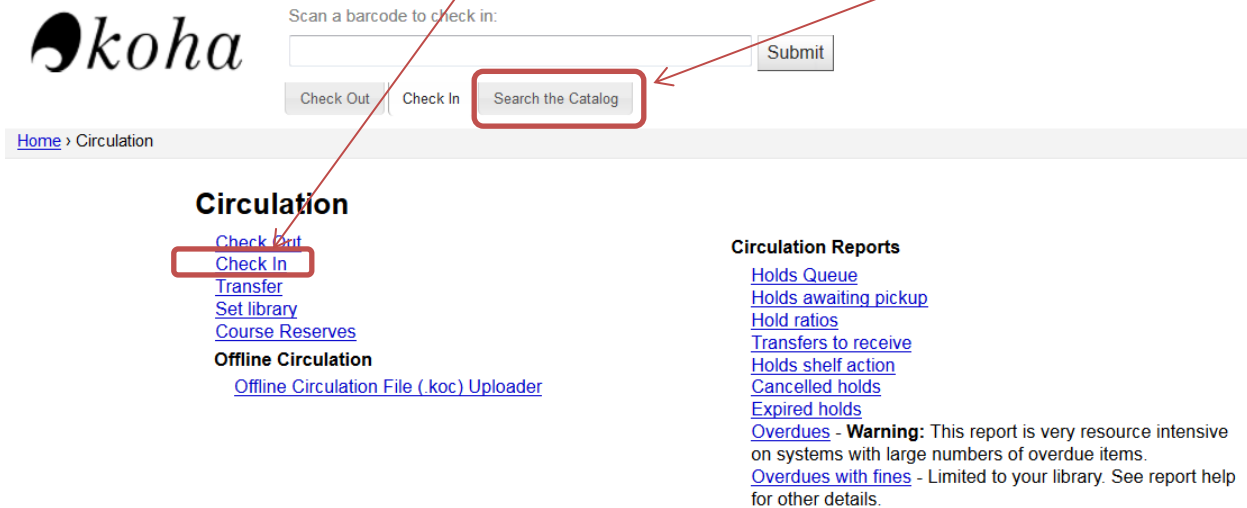 koha
Scan a barcode to check in:
Submit
Check Out Check In Search the Catalog
Home › Circulation
Circulation
Check Out
Check In
Transfer
Set library
Course Reserves
Offline Circulation
Offline Circulation File (.koc) Uploader
Circulation Reports
Holds Queue
Holds awaiting pickup
Hold ratios
Transfers to receive
Holds shelf action
Cancelled holds
Expired holds
Overdues - Warning: This report is very resource intensive
on systems with large numbers of overdue items.
Overdues with fines - Limited to your library. See report help
for other details.